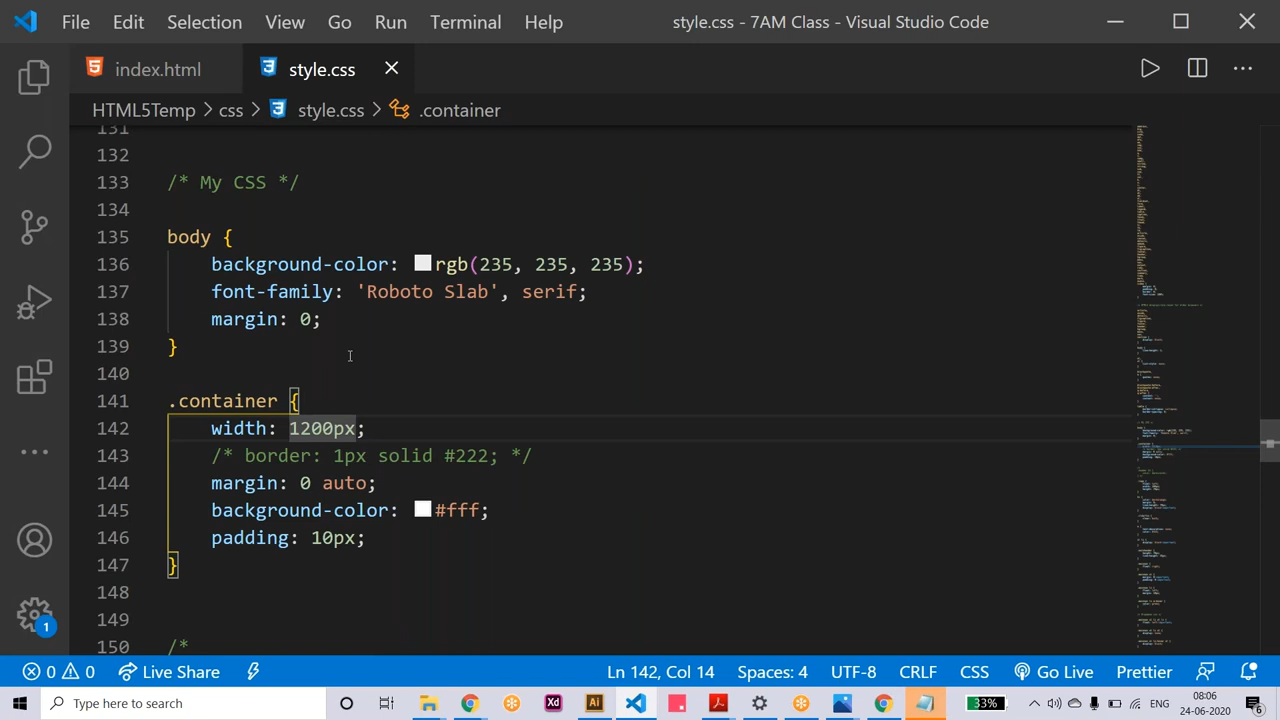 File Edit Selection View Go Run Terminal Help style.css - 7AM Class - Visual Studio Code
index.html style.css
HTML5Temp > css > style.css > .container
131
132
133 /* My CSS */
134
135 body {
136 background-color: rgb(235, 235, 235);
137 font-family: 'Roboto Slab', serif;
138 margin: 0;
139 }
140
141 .container {
142 width: 1200px;
143 /* border: 1px solid #222; */
144 margin: 0 auto;
145 background-color: #fff;
146 padding: 10px;
147 }
148
149
150 /*
1
0 0 Live Share Ln 142, Col 14 Spaces: 4 UTF-8 CRLF CSS Go Live Prettier
Type here to search 33% ENG 08:06
24-06-2020 6